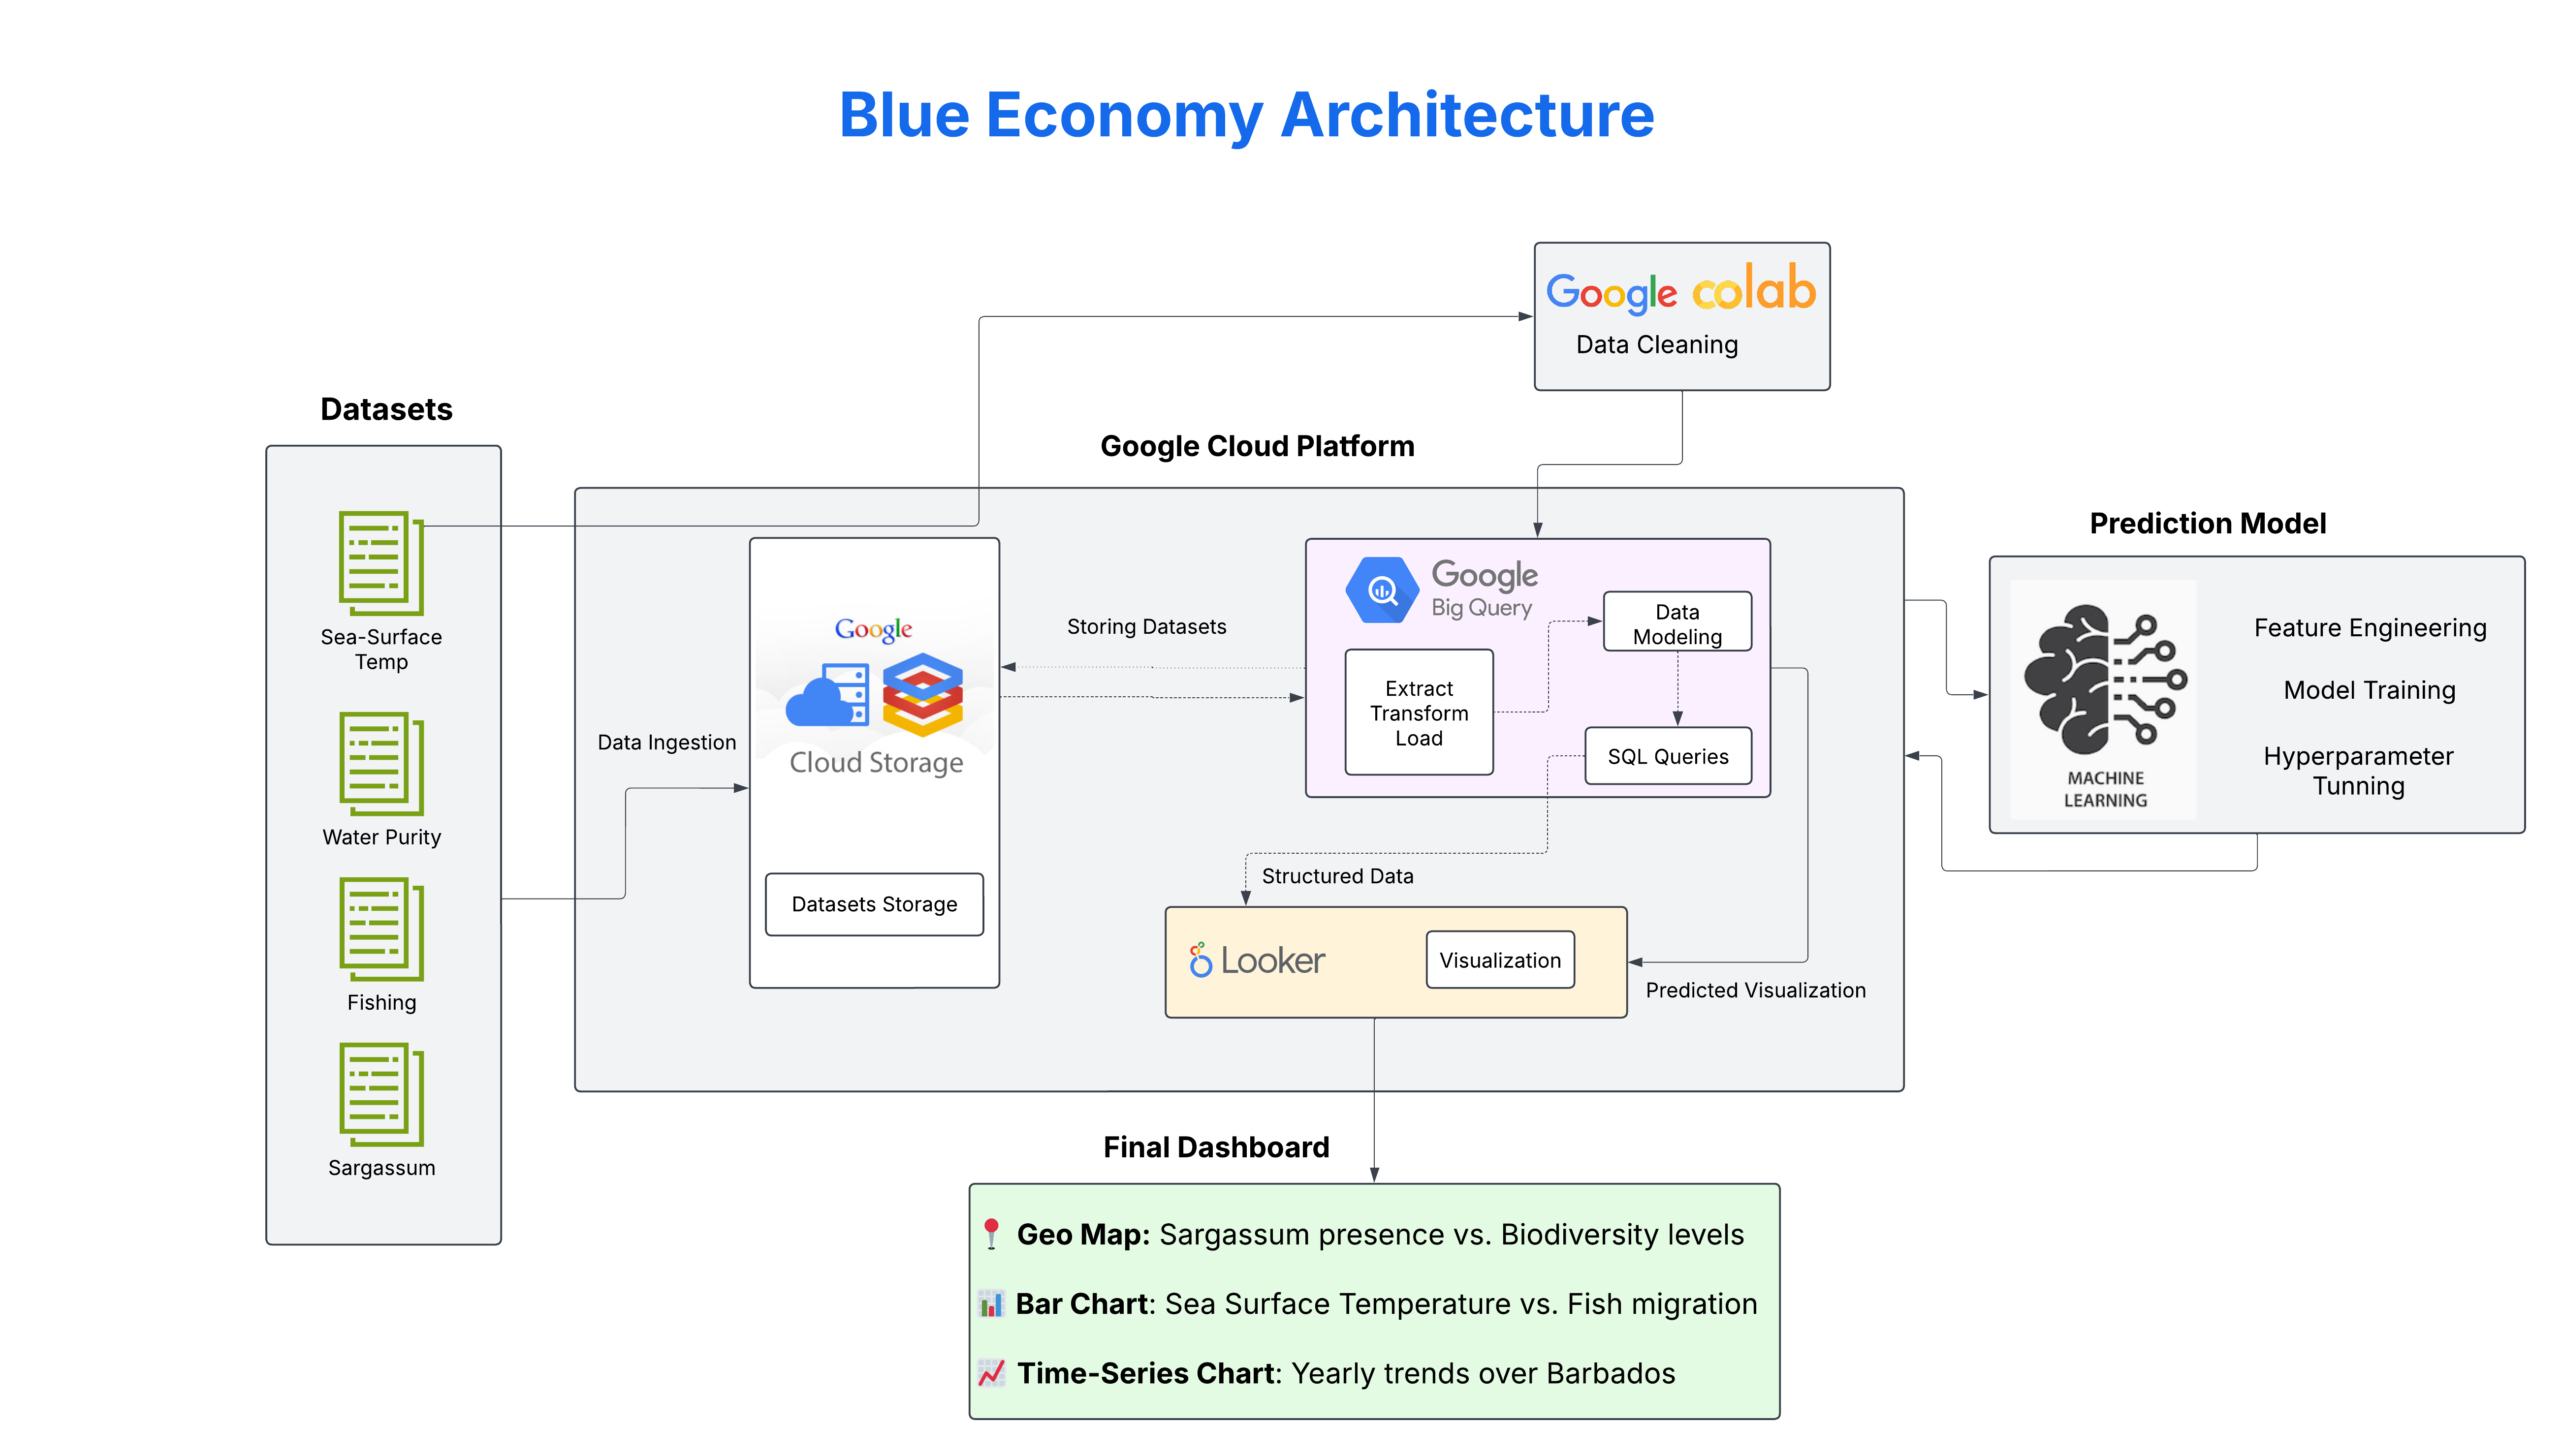 Blue Economy Architecture
Google colab
Data Cleaning
Datasets
Sea-Surface
Temp
Water Purity
Fishing
Sargassum
Google Cloud Platform
Data Ingestion
Google
Cloud Storage
Datasets Storage
Storing Datasets
Google
Big Query
Extract
Transform
Load
Data
Modeling
SQL Queries
Structured Data
Looker
Visualization
Predicted Visualization
Prediction Model
MACHINE
LEARNING
Feature Engineering
Model Training
Hyperparameter
Tunning
Final Dashboard
Geo Map: Sargassum presence vs. Biodiversity levels
Bar Chart: Sea Surface Temperature vs. Fish migration
Time-Series Chart: Yearly trends over Barbados